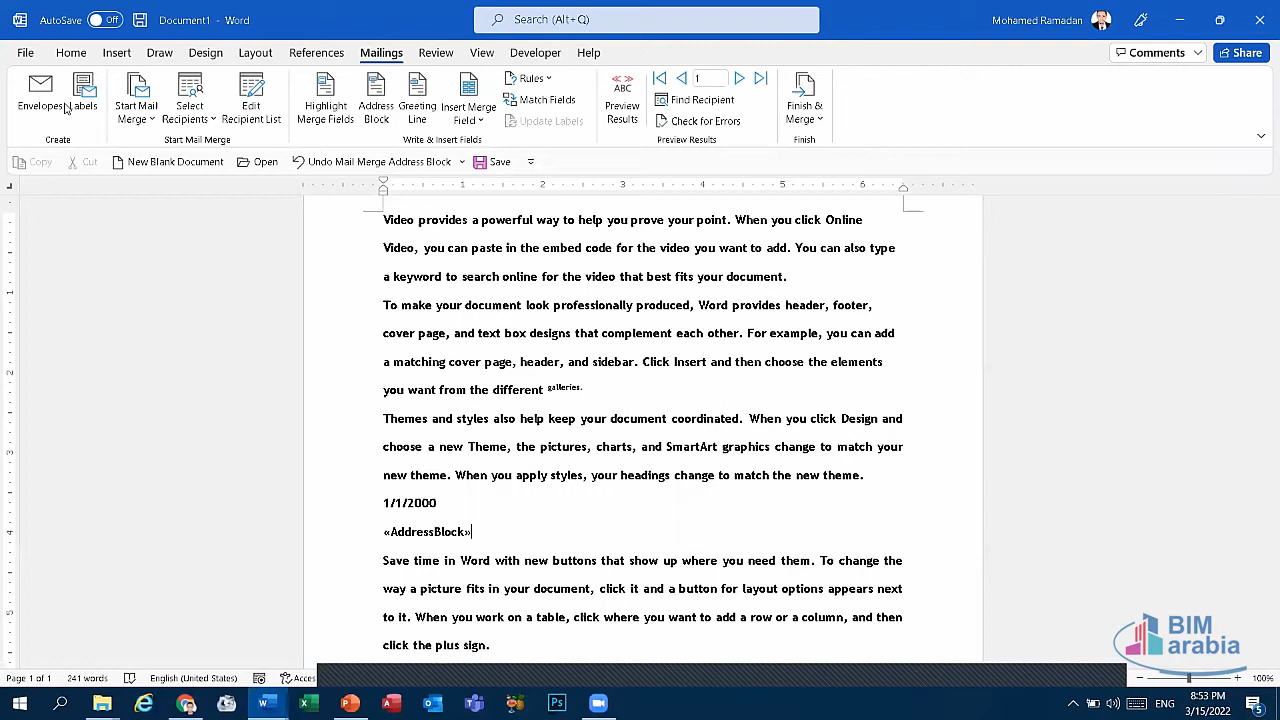 AutoSave Off Document1 - Word Search (Alt+Q) Mohamed Ramadan
File Home Insert Draw Design Layout References Mailings Review View Developer Help Comments Share
Envelopes Labels
Create
Start Mail Merge
Select Recipients
Edit Recipient List
Start Mail Merge
Highlight Merge Fields
Address Block
Greeting Line
Insert Merge Field
Rules
Match Fields
Update Labels
Write & Insert Fields
ABC
Preview Results
1
Find Recipient
Check for Errors
Preview Results
Finish & Merge
Finish
Copy Cut New Blank Document Open Undo Mail Merge Address Block Save
1 2 3 4 5 6
Video provides a powerful way to help you prove your point. When you click Online
Video, you can paste in the embed code for the video you want to add. You can also type
a keyword to search online for the video that best fits your document.
To make your document look professionally produced, Word provides header, footer,
cover page, and text box designs that complement each other. For example, you can add
a matching cover page, header, and sidebar. Click Insert and then choose the elements
you want from the different galleries.
Themes and styles also help keep your document coordinated. When you click Design and
choose a new Theme, the pictures, charts, and SmartArt graphics change to match your
new theme. When you apply styles, your headings change to match the new theme.
1/1/2000
«AddressBlock»
Save time in Word with new buttons that show up where you need them. To change the
way a picture fits in your document, click it and a button for layout options appears next
to it. When you work on a table, click where you want to add a row or a column, and then
click the plus sign.
BIM
arabia
Page 1 of 1 241 words English (United States) Acces 100%
ENG 8:53 PM
3/15/2022